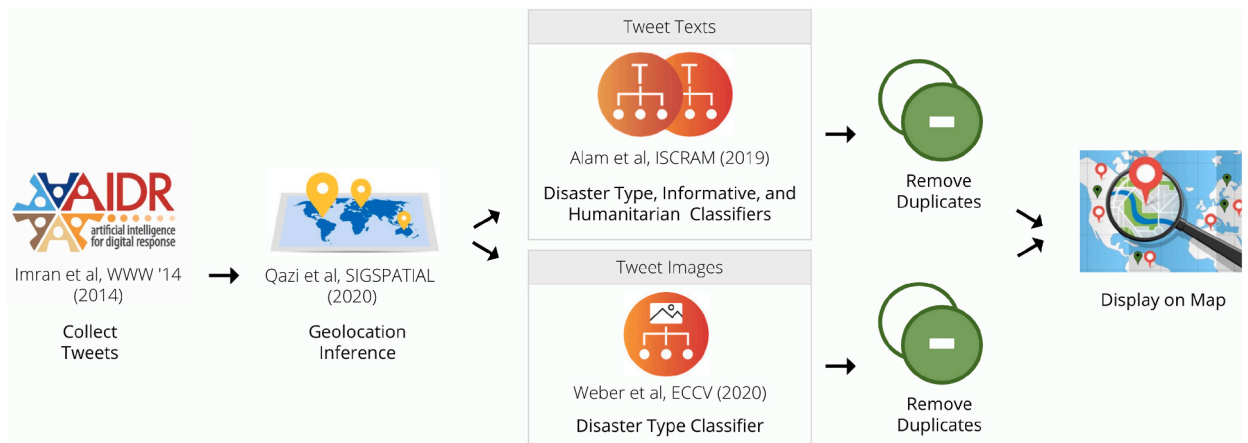 AIDR
artificial intelligence
for digital response
Imran et al, WWW '14
(2014)
Collect
Tweets
Qazi et al, SIGSPATIAL
(2020)
Geolocation
Inference
Tweet Texts
T
T
Alam et al, ISCRAM (2019)
Disaster Type, Informative, and
Humanitarian Classifiers
Tweet Images
Weber et al, ECCV (2020)
Disaster Type Classifier
Remove
Duplicates
Remove
Duplicates
Display on Map